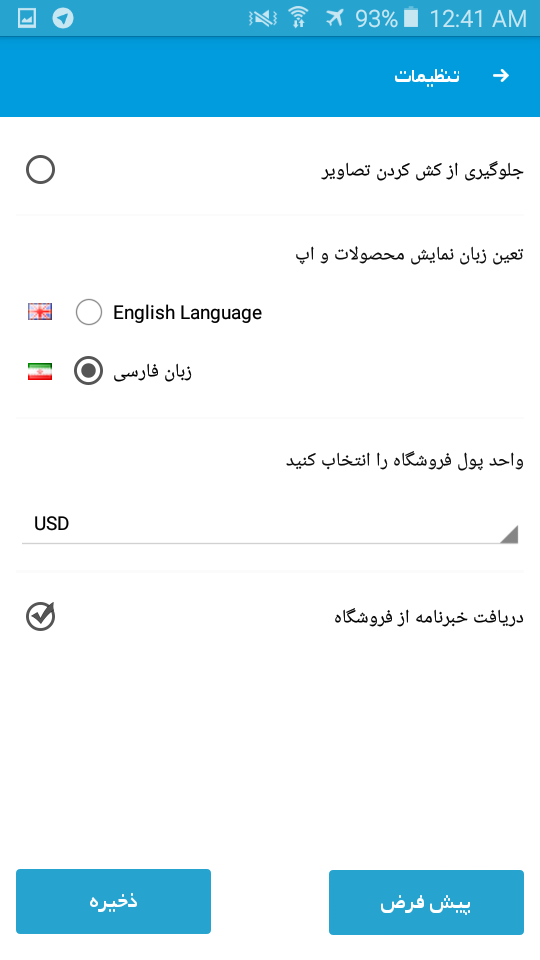 93% 12:41 AM
تنظیمات
جلوگیری از کش کردن تصاویر
تعین زبان نمایش محصولات و اپ
English Language
زبان فارسی
واحد پول فروشگاه را انتخاب کنید
USD
دریافت خبرنامه از فروشگاه
پیش فرض
ذخیره